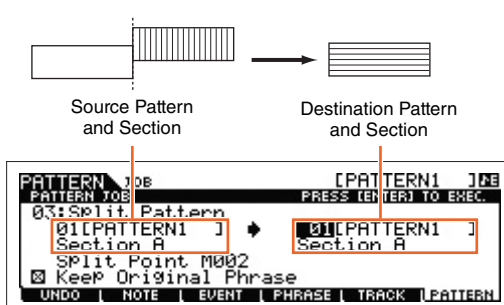 Source Pattern
and Section
Destination Pattern
and Section
PATTERN JOB [PATTERN1 ]
PATTERN JOB PRESS [ENTER] TO EXEC.
03:Split Pattern
01[PATTERN1 ] 01[PATTERN1 ]
Section A Section A
Split Point M002
Keep Original Phrase
UNDO NOTE EVENT PHRASE TRACK PATTERN